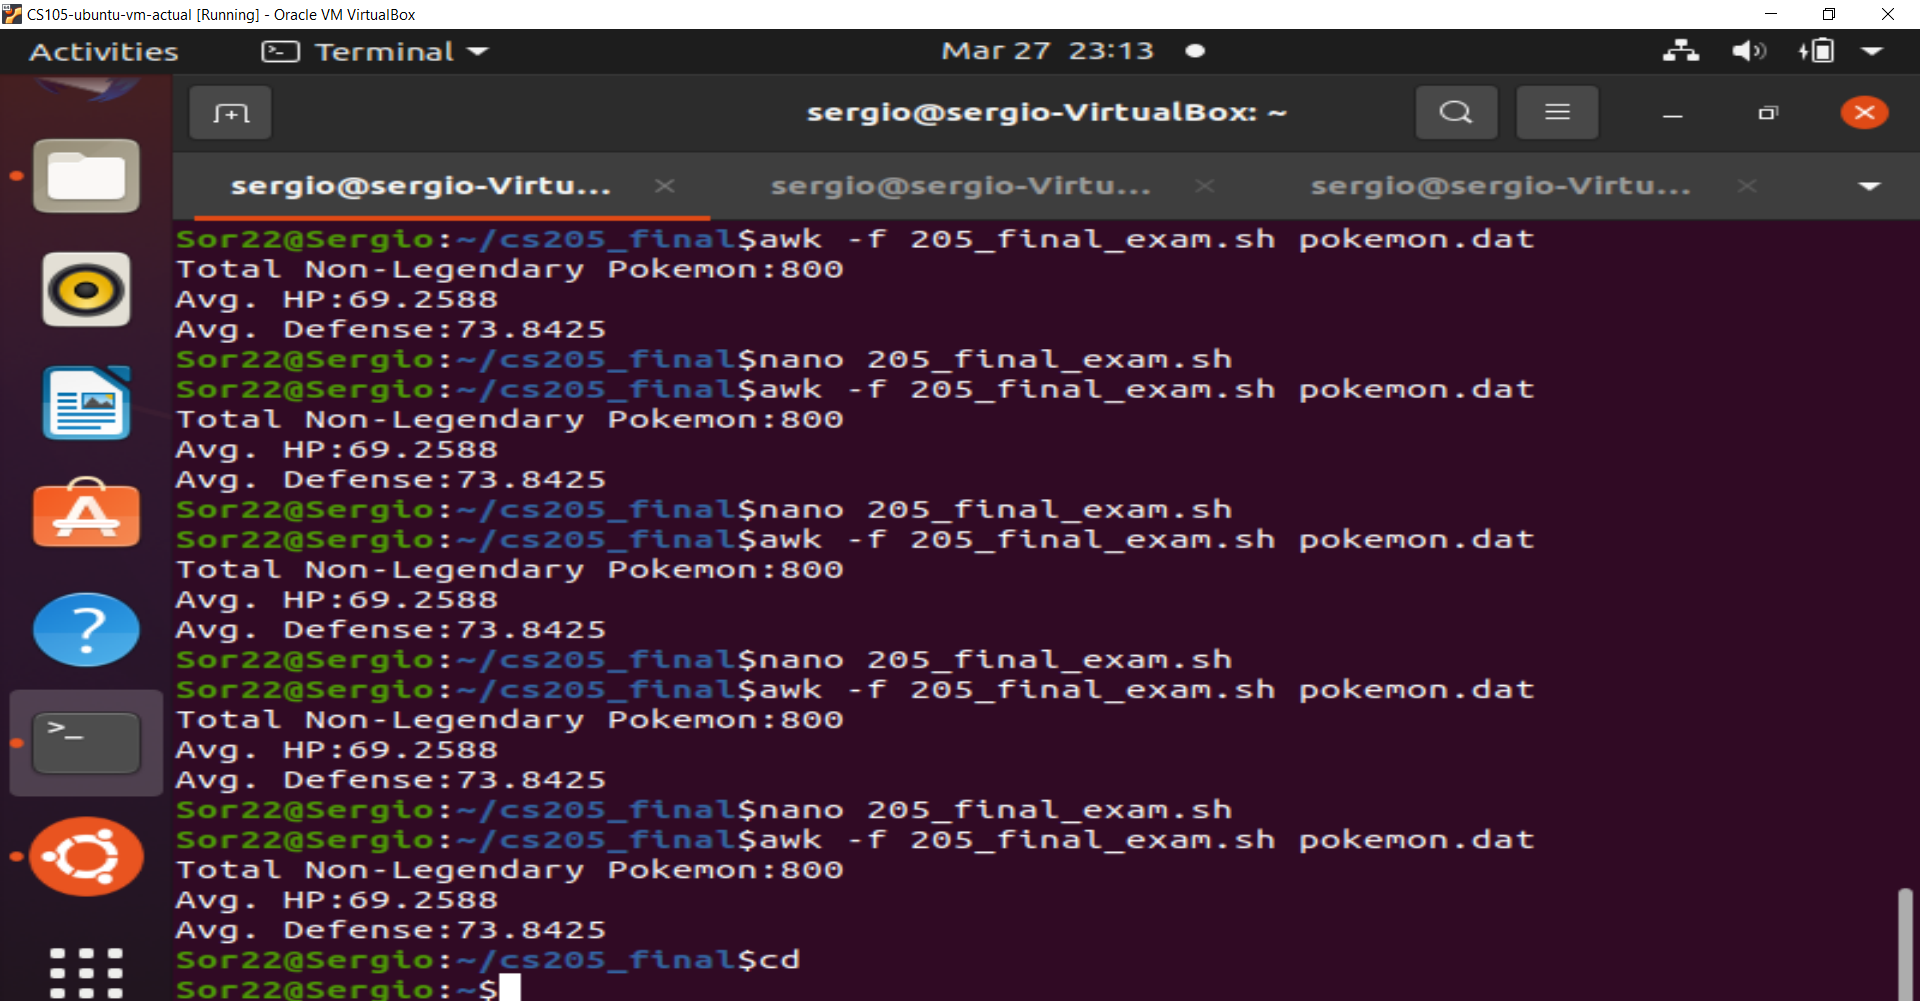 CS105-ubuntu-vm-actual [Running] - Oracle VM VirtualBox
Activities Terminal Mar 27 23:13
sergio@sergio-VirtualBox: ~
sergio@sergio-Virtu... sergio@sergio-Virtu... sergio@sergio-Virtu...
Sor22@Sergio:~/cs205_final$awk -f 205_final_exam.sh pokemon.dat
Total Non-Legendary Pokemon:800
Avg. HP:69.2588
Avg. Defense:73.8425
Sor22@Sergio:~/cs205_final$nano 205_final_exam.sh
Sor22@Sergio:~/cs205_final$awk -f 205_final_exam.sh pokemon.dat
Total Non-Legendary Pokemon:800
Avg. HP:69.2588
Avg. Defense:73.8425
Sor22@Sergio:~/cs205_final$nano 205_final_exam.sh
Sor22@Sergio:~/cs205_final$awk -f 205_final_exam.sh pokemon.dat
Total Non-Legendary Pokemon:800
Avg. HP:69.2588
Avg. Defense:73.8425
Sor22@Sergio:~/cs205_final$nano 205_final_exam.sh
Sor22@Sergio:~/cs205_final$awk -f 205_final_exam.sh pokemon.dat
Total Non-Legendary Pokemon:800
Avg. HP:69.2588
Avg. Defense:73.8425
Sor22@Sergio:~/cs205_final$nano 205_final_exam.sh
Sor22@Sergio:~/cs205_final$awk -f 205_final_exam.sh pokemon.dat
Total Non-Legendary Pokemon:800
Avg. HP:69.2588
Avg. Defense:73.8425
Sor22@Sergio:~/cs205_final$cd
Sor22@Sergio:~$